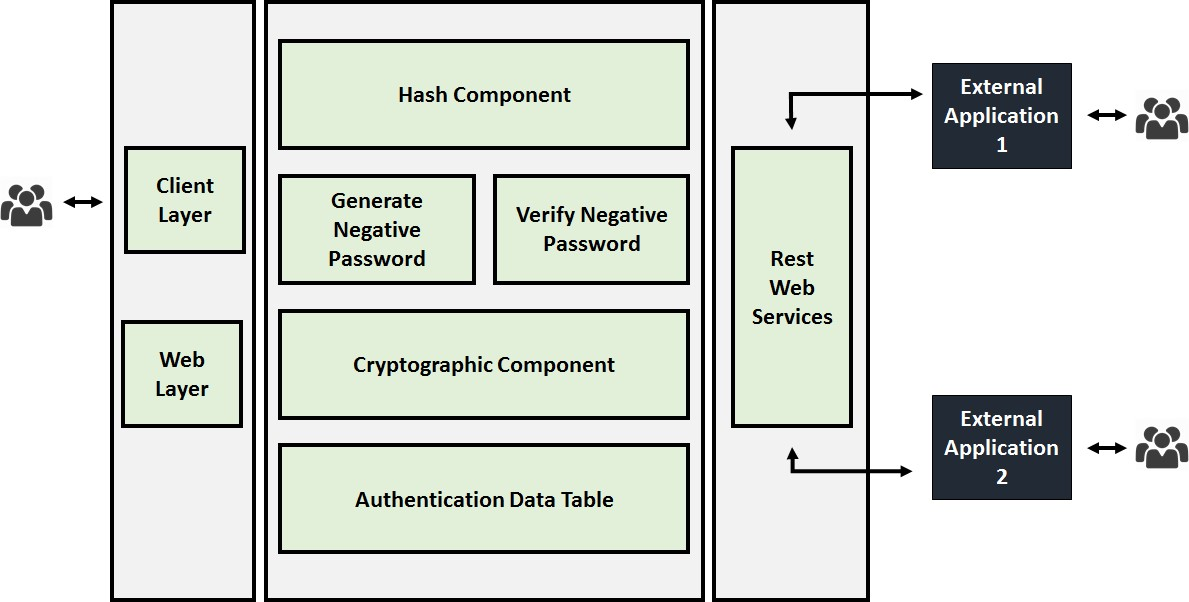 Hash Component
Client
Layer
Generate
Negative
Password
Verify Negative
Password
Web
Layer
Cryptographic Component
Authentication Data Table
Rest
Web
Services
External
Application
1
External
Application
2